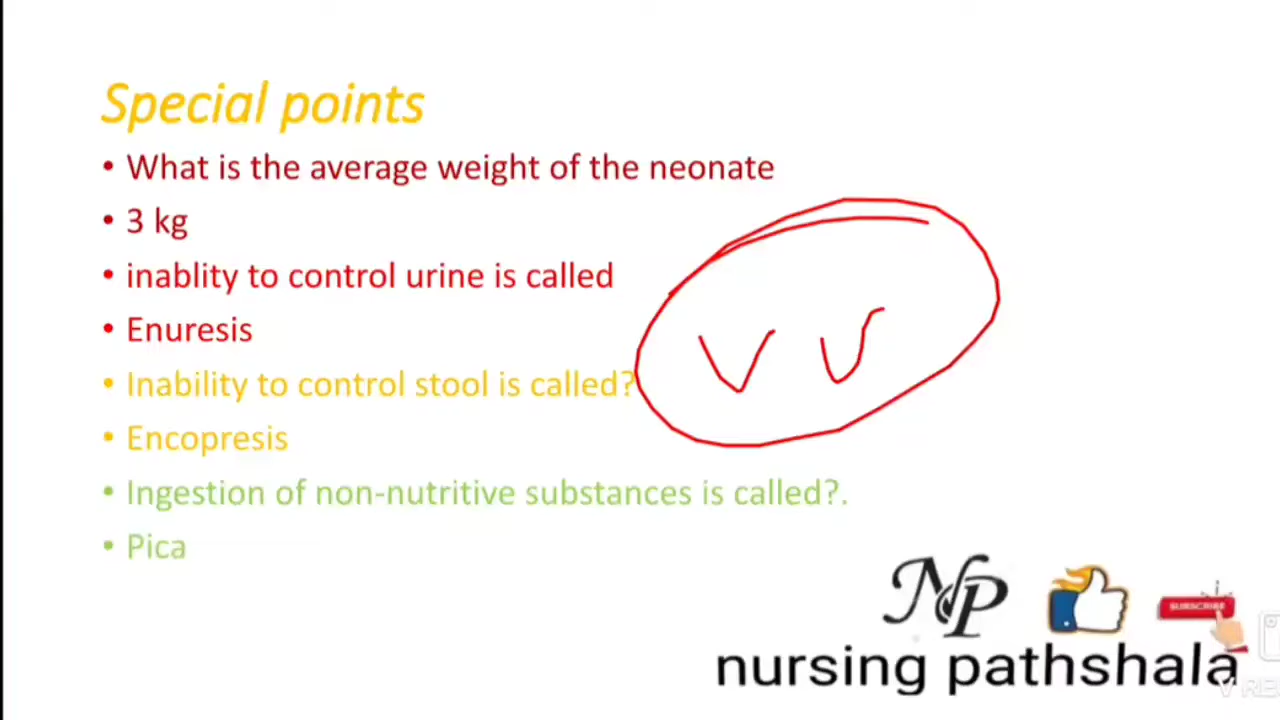 Special points
• What is the average weight of the neonate
• 3 kg
• inablity to control urine is called
• Enuresis
• Inability to control stool is called?
• Encopresis
• Ingestion of non-nutritive substances is called?.
• Pica
V V
NP
SUBSCRIBE
nursing pathshala